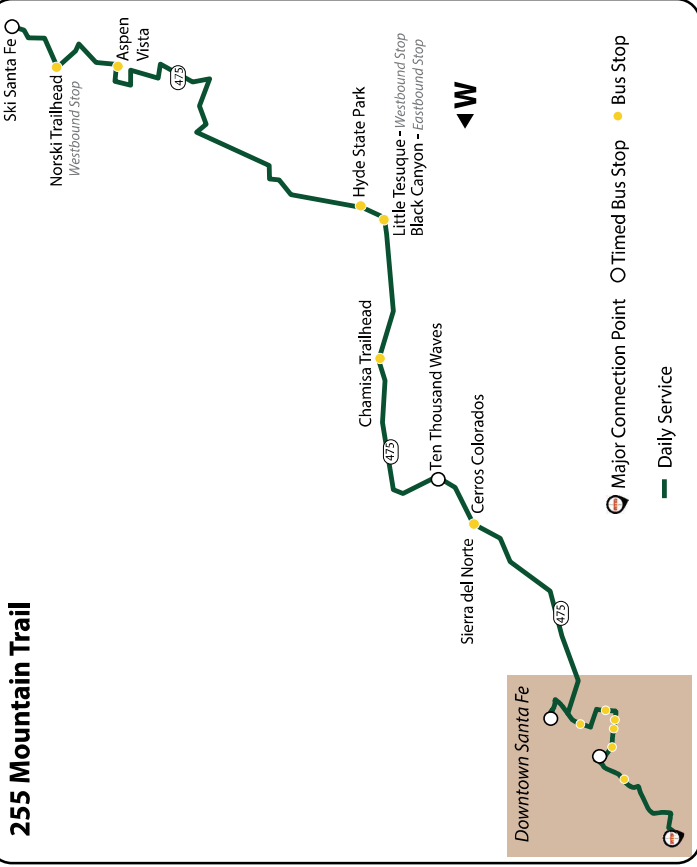 255 Mountain Trail
Ski Santa Fe
Norski Trailhead
Westbound Stop
Aspen
Vista
475
Hyde State Park
Little Tesuque - Westbound Stop
Black Canyon - Eastbound Stop
W
Chamisa Trailhead
475
Ten Thousand Waves
Cerros Colorados
Sierra del Norte
475
Downtown Santa Fe
Major Connection Point
Timed Bus Stop
Bus Stop
Daily Service